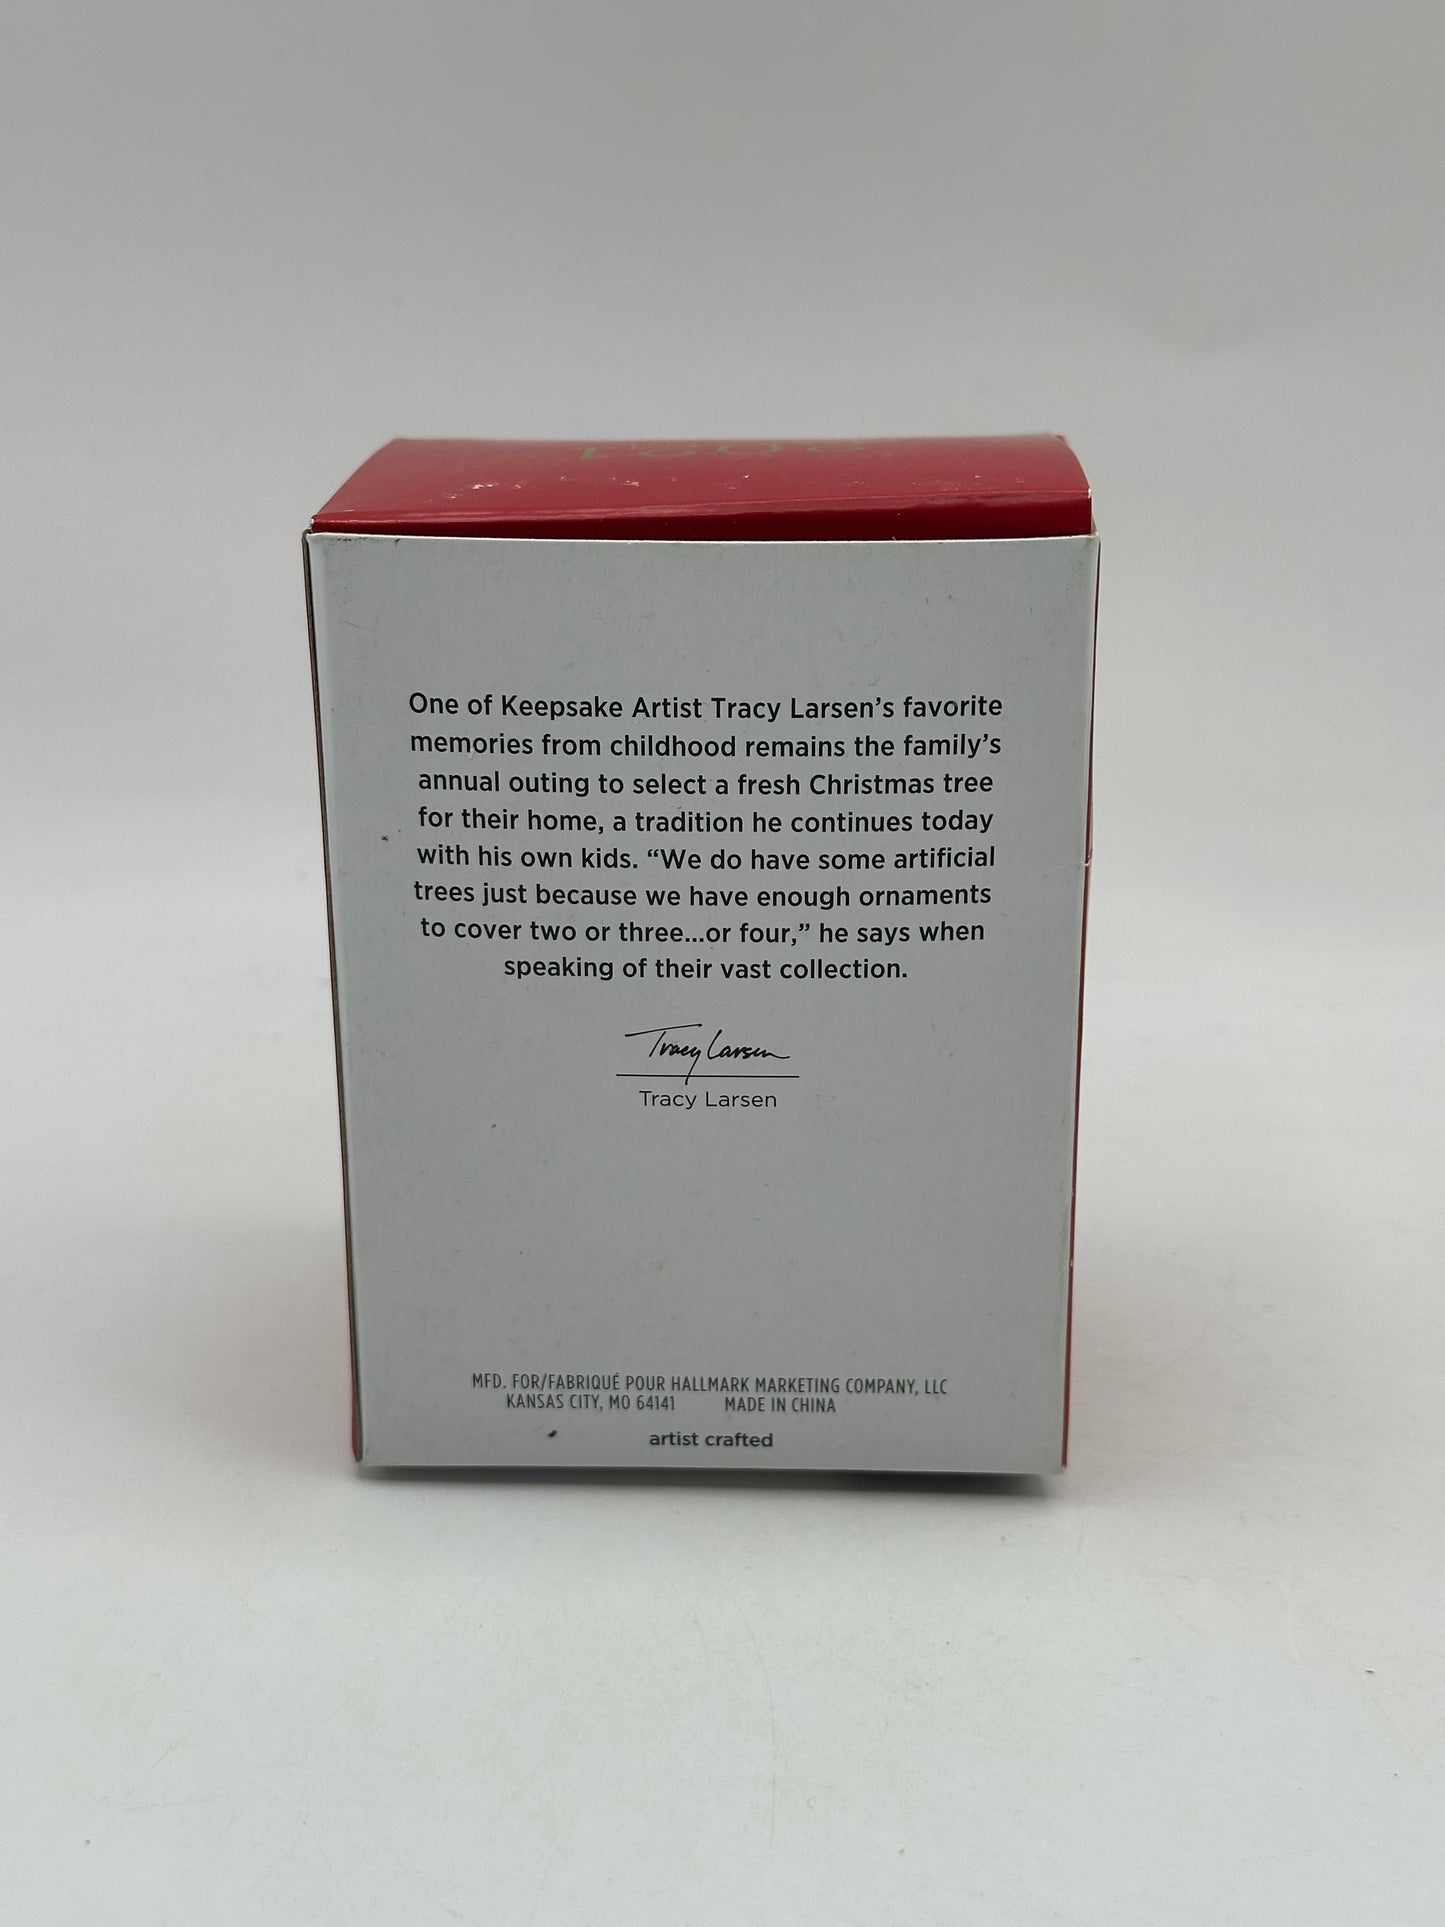 2021
One of Keepsake Artist Tracy Larsen’s favorite
memories from childhood remains the family’s
annual outing to select a fresh Christmas tree
for their home, a tradition he continues today
with his own kids. “We do have some artificial
trees just because we have enough ornaments
to cover two or three...or four,” he says when
speaking of their vast collection.
Tracy Larsen
Tracy Larsen
MFD. FOR/FABRIQUÉ POUR HALLMARK MARKETING COMPANY, LLC
KANSAS CITY, MO 64141 MADE IN CHINA
artist crafted